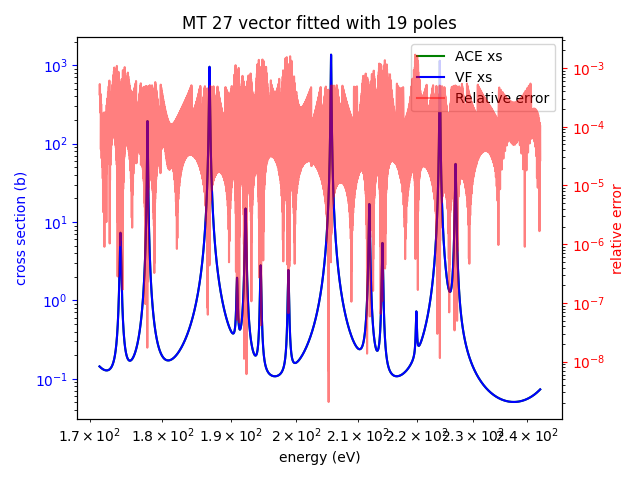 MT 27 vector fitted with 19 poles
ACE xs
VF xs
Relative error
cross section (b)
10³
10²
10¹
10⁰
10⁻¹
10⁻³
10⁻⁴
10⁻⁵
10⁻⁶
10⁻⁷
10⁻⁸
relative error
1.7 × 10² 1.8 × 10² 1.9 × 10² 2 × 10² 2.1 × 10² 2.2 × 10² 2.3 × 10² 2.4 × 10²
energy (eV)